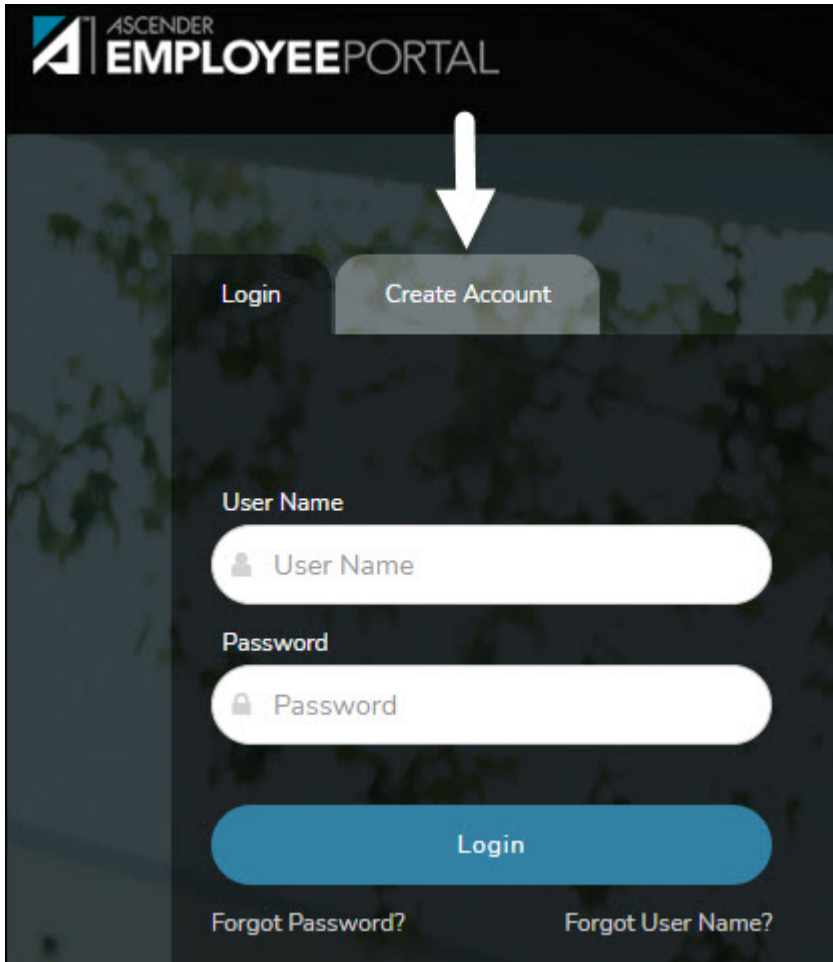 ASCENDER
EMPLOYEEPORTAL
Login Create Account
User Name
User Name
Password
Password
Login
Forgot Password? Forgot User Name?